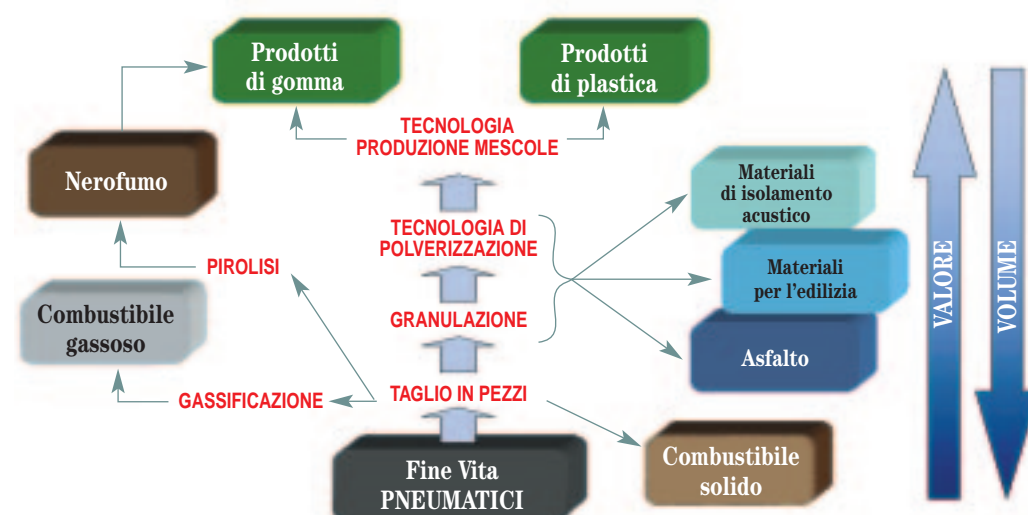 Prodotti
di gomma
Prodotti
di plastica
TECNOLOGIA
PRODUZIONE MESCOLE
Nerofumo
Materiali
di isolamento
acustico
TECNOLOGIA DI
POLVERIZZAZIONE
PIROLISI
Materiali
per l'edilizia
VALORE
VOLUME
Combustibile
gassoso
GRANULAZIONE
Asfalto
GASSIFICAZIONE
TAGLIO IN PEZZI
Fine Vita
PNEUMATICI
Combustibile
solido